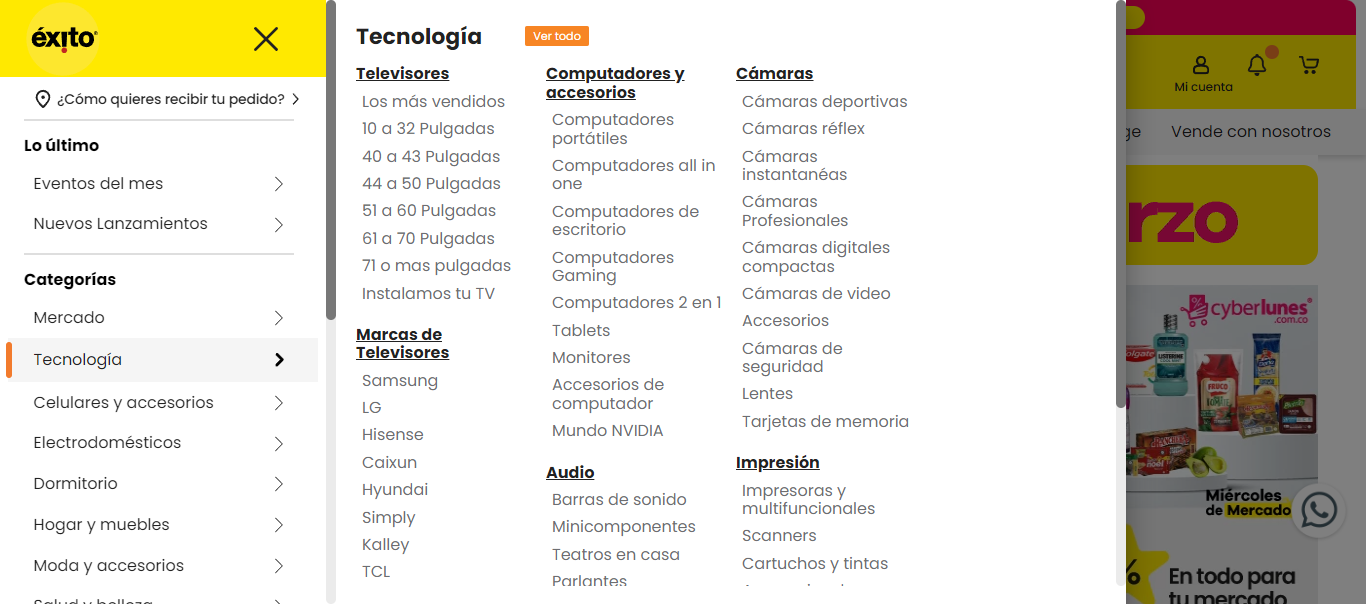 éxito
¿Cómo quieres recibir tu pedido?
Lo último
Eventos del mes
Nuevos Lanzamientos
Categorías
Mercado
Tecnología
Celulares y accesorios
Electrodomésticos
Dormitorio
Hogar y muebles
Moda y accesorios
Salud y belleza
Tecnología
Ver todo
Televisores
Los más vendidos
10 a 32 Pulgadas
40 a 43 Pulgadas
44 a 50 Pulgadas
51 a 60 Pulgadas
61 a 70 Pulgadas
71 o mas pulgadas
Instalamos tu TV
Marcas de
Televisores
Samsung
LG
Hisense
Caixun
Hyundai
Simply
Kalley
TCL
Computadores y
accesorios
Computadores
portátiles
Computadores all in
one
Computadores de
escritorio
Computadores
Gaming
Computadores 2 en 1
Tablets
Monitores
Accesorios de
computador
Mundo NVIDIA
Audio
Barras de sonido
Minicomponentes
Teatros en casa
Parlantes
Cámaras
Cámaras deportivas
Cámaras réflex
Cámaras
instantanéas
Cámaras
Profesionales
Cámaras digitales
compactas
Cámaras de video
Accesorios
Cámaras de
seguridad
Lentes
Tarjetas de memoria
Impresión
Impresoras y
multifuncionales
Scanners
Cartuchos y tintas
Mi cuenta
ge
Vende con nosotros
rzo
cyberlunes
.com.co
Colgate
LISTERINE
FRUCO
TOMATE
RANCHERA
Miércoles
de Mercado
%
En todo para
tu mercado